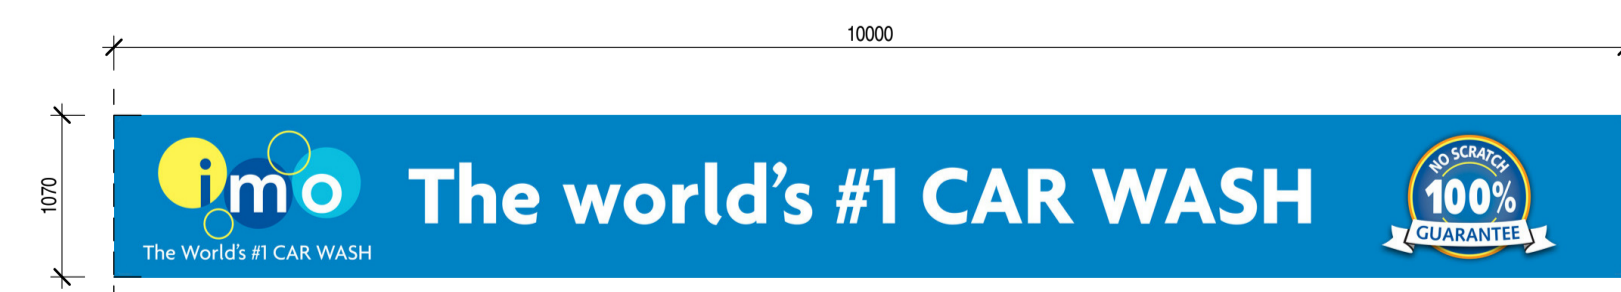 10000
1070
imo
The World's #1 CAR WASH
The world's #1 CAR WASH
NO SCRATCH
100%
GUARANTEE